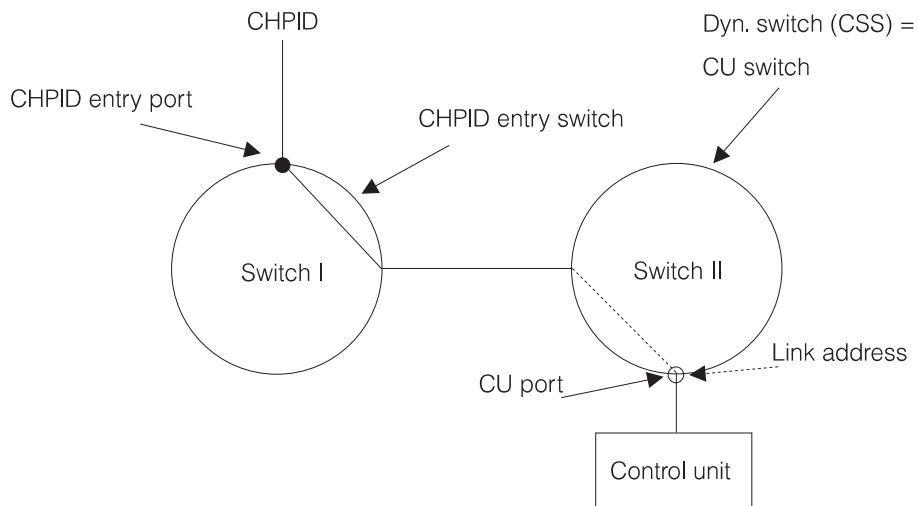 CHPID
Dyn. switch (CSS) =
CU switch
CHPID entry port
CHPID entry switch
Switch I
Switch II
Link address
CU port
Control unit